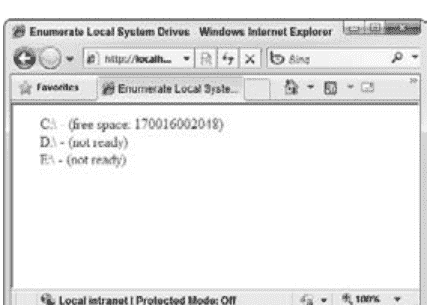 Enumerate Local System Drives Windows Internet Explorer
http://localh...
Bing
Favorites
Enumerate Local Syste...
C:\ - (free space: 170016002048)
D:\ - (not ready)
E:\ - (not ready)
Local intranet | Protected Mode: Off
100%